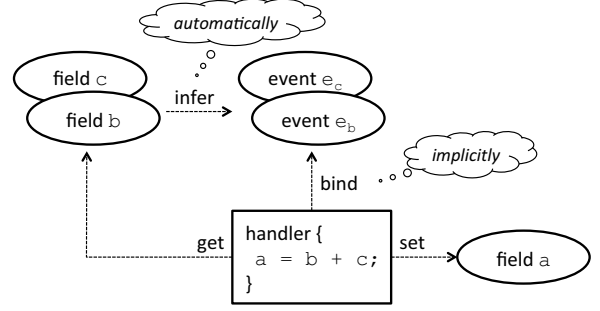 automatically
field c
event e_c
infer
field b
event e_b
implicitly
bind
get
handler {
a = b + c;
}
set
field a